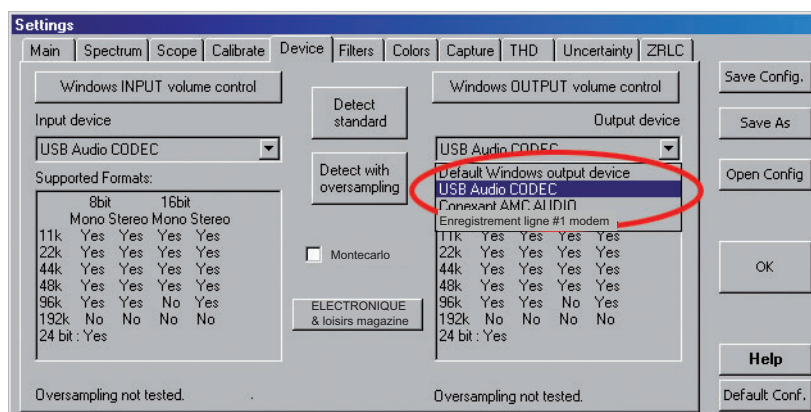 Settings
Main Spectrum Scope Calibrate Device Filters Colors Capture THD Uncertainty ZRLC
Windows INPUT volume control
Input device
USB Audio CODEC
Supported Formats:
8bit 16bit
Mono Stereo Mono Stereo
11k Yes Yes Yes Yes
22k Yes Yes Yes Yes
44k Yes Yes Yes Yes
48k Yes Yes Yes Yes
96k Yes Yes No Yes
192k No No No No
24 bit : Yes
Oversampling not tested.
Detect
standard
Detect with
oversampling
Montecarlo
ELECTRONIQUE
& loisirs magazine
Windows OUTPUT volume control
Output device
USB Audio CODEC
Default Windows output device
USB Audio CODEC
Conexant AMC AUDIO
Enregistrement ligne #1 modem
11k Yes Yes Yes Yes
22k Yes Yes Yes Yes
44k Yes Yes Yes Yes
48k Yes Yes Yes Yes
96k Yes Yes No Yes
192k No No No No
24 bit : Yes
Oversampling not tested.
Save Config.
Save As
Open Config
OK
Help
Default Conf.